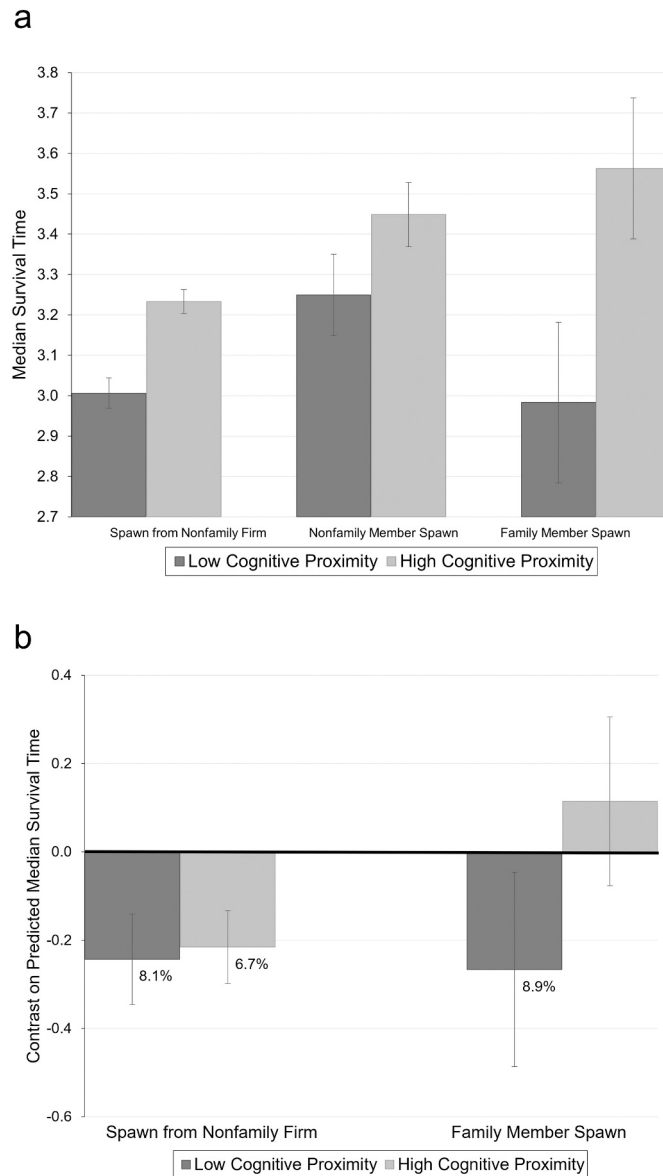 a
Median Survival Time
3.8
3.7
3.6
3.5
3.4
3.3
3.2
3.1
3.0
2.9
2.8
2.7
Spawn from Nonfamily Firm Nonfamily Member Spawn Family Member Spawn
Low Cognitive Proximity High Cognitive Proximity
b
Contrast on Predicted Median Survival Time
0.4
0.2
0.0
-0.2
-0.4
-0.6
8.1%
6.7%
8.9%
Spawn from Nonfamily Firm Family Member Spawn
Low Cognitive Proximity High Cognitive Proximity